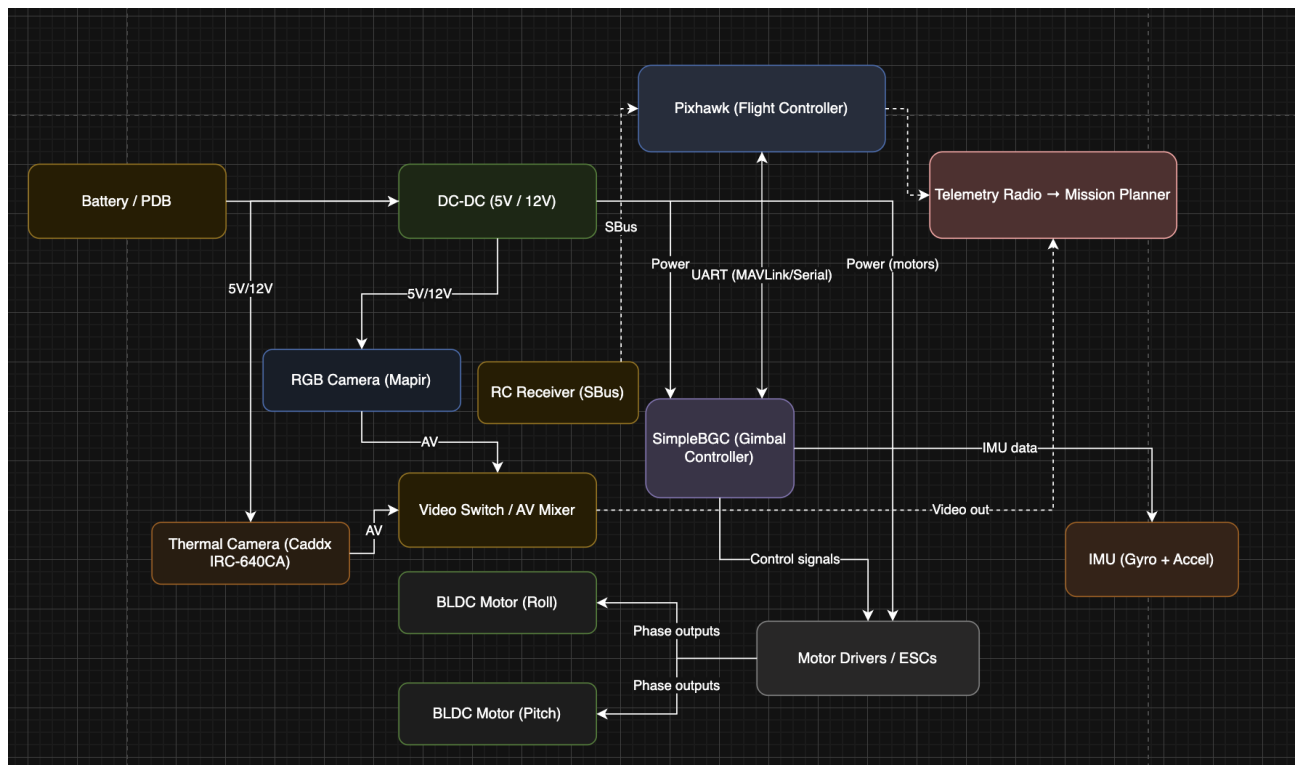 Pixhawk (Flight Controller)
Battery / PDB
DC-DC (5V / 12V)
Telemetry Radio → Mission Planner
SBus
Power
UART (MAVLink/Serial)
Power (motors)
5V/12V
5V/12V
RGB Camera (Mapir)
RC Receiver (SBus)
SimpleBGC (Gimbal
Controller)
AV
IMU data
Video Switch / AV Mixer
Video out
AV
Thermal Camera (Caddx
IRC-640CA)
Control signals
IMU (Gyro + Accel)
BLDC Motor (Roll)
Phase outputs
Motor Drivers / ESCs
Phase outputs
BLDC Motor (Pitch)